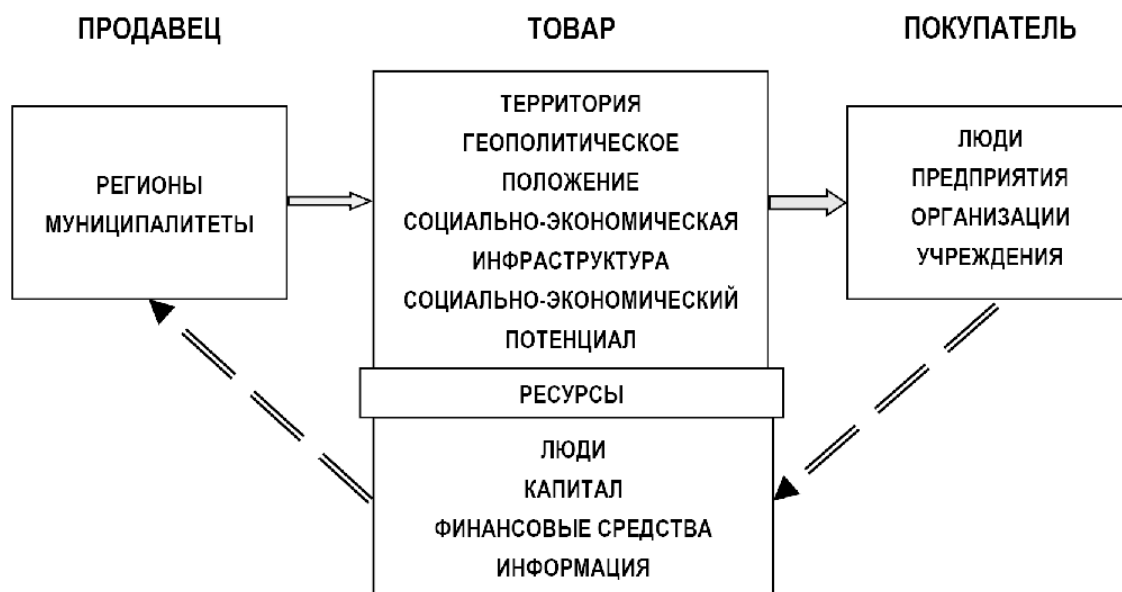 ПРОДАВЕЦ
ТОВАР
ПОКУПАТЕЛЬ
РЕГИОНЫ
МУНИЦИПАЛИТЕТЫ
ТЕРРИТОРИЯ
ГЕОПОЛИТИЧЕСКОЕ
ПОЛОЖЕНИЕ
СОЦИАЛЬНО-ЭКОНОМИЧЕСКАЯ
ИНФРАСТРУКТУРА
СОЦИАЛЬНО-ЭКОНОМИЧЕСКИЙ
ПОТЕНЦИАЛ
ЛЮДИ
ПРЕДПРИЯТИЯ
ОРГАНИЗАЦИИ
УЧРЕЖДЕНИЯ
РЕСУРСЫ
ЛЮДИ
КАПИТАЛ
ФИНАНСОВЫЕ СРЕДСТВА
ИНФОРМАЦИЯ